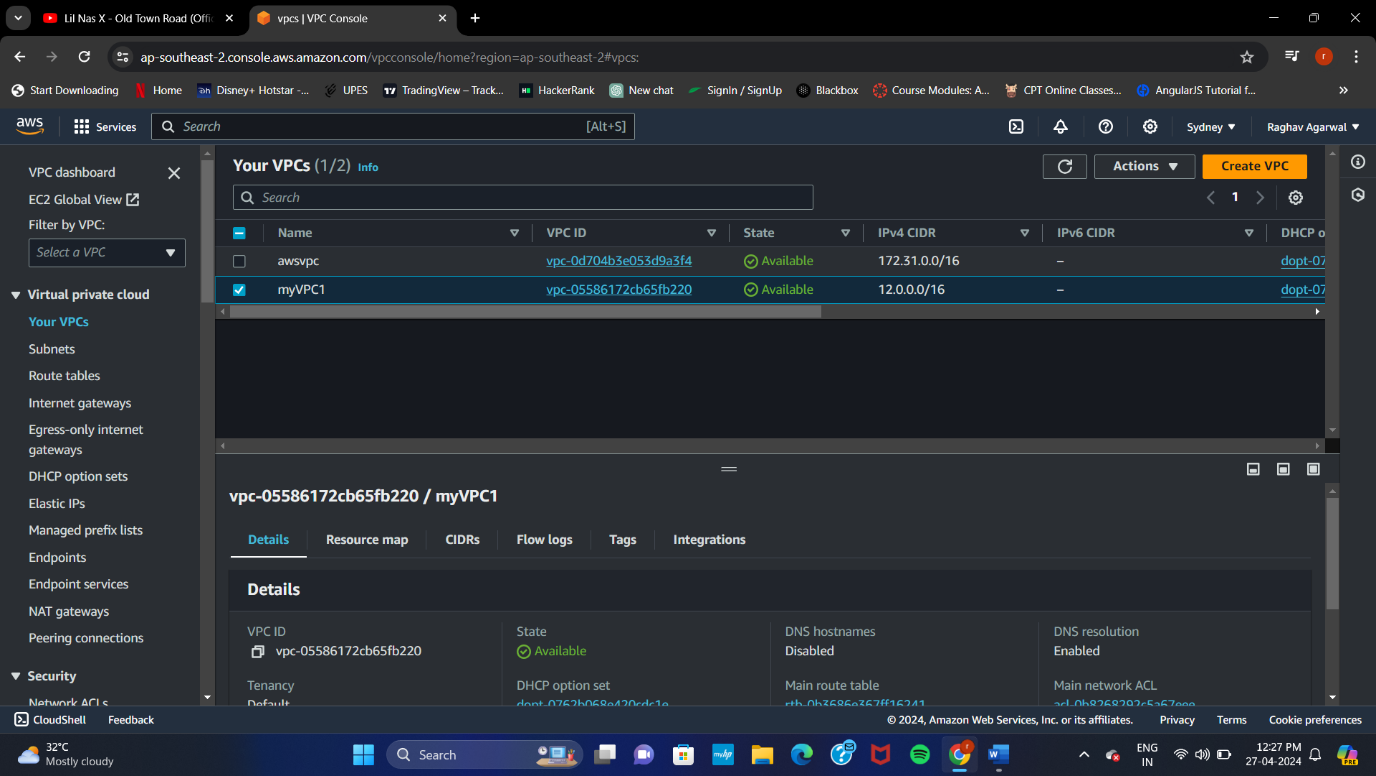 Lil Nas X - Old Town Road (Offi
vpcs | VPC Console
ap-southeast-2.console.aws.amazon.com/vpcconsole/home?region=ap-southeast-2#vpcs:
r
Start Downloading
Home
Disney+ Hotstar -...
UPES
TradingView – Track...
HackerRank
New chat
SignIn / SignUp
Blackbox
Course Modules: A...
CPT Online Classes...
AngularJS Tutorial f...
aws
Services
Search
[Alt+S]
Sydney
Raghav Agarwal
VPC dashboard
EC2 Global View
Filter by VPC:
Select a VPC
Virtual private cloud
Your VPCs
Subnets
Route tables
Internet gateways
Egress-only internet
gateways
DHCP option sets
Elastic IPs
Managed prefix lists
Endpoints
Endpoint services
NAT gateways
Peering connections
Security
Network ACLs
Your VPCs (1/2) Info
Actions
Create VPC
Search
1
Name VPC ID State IPv4 CIDR IPv6 CIDR DHCP o
awsvpc vpc-0d704b3e053d9a3f4 Available 172.31.0.0/16 – dopt-07
myVPC1 vpc-05586172cb65fb220 Available 12.0.0.0/16 – dopt-07
vpc-05586172cb65fb220 / myVPC1
Details
Resource map
CIDRs
Flow logs
Tags
Integrations
Details
VPC ID
vpc-05586172cb65fb220
State
Available
DNS hostnames
Disabled
DNS resolution
Enabled
Tenancy
Default
DHCP option set
dopt-0762b068e420cdc1e
Main route table
rtb-0b3686e367ff16241
Main network ACL
acl-0b8268292c5a67eee
CloudShell
Feedback
© 2024, Amazon Web Services, Inc. or its affiliates.
Privacy
Terms
Cookie preferences
32°C
Mostly cloudy
Search
ENG
IN
12:27 PM
27-04-2024